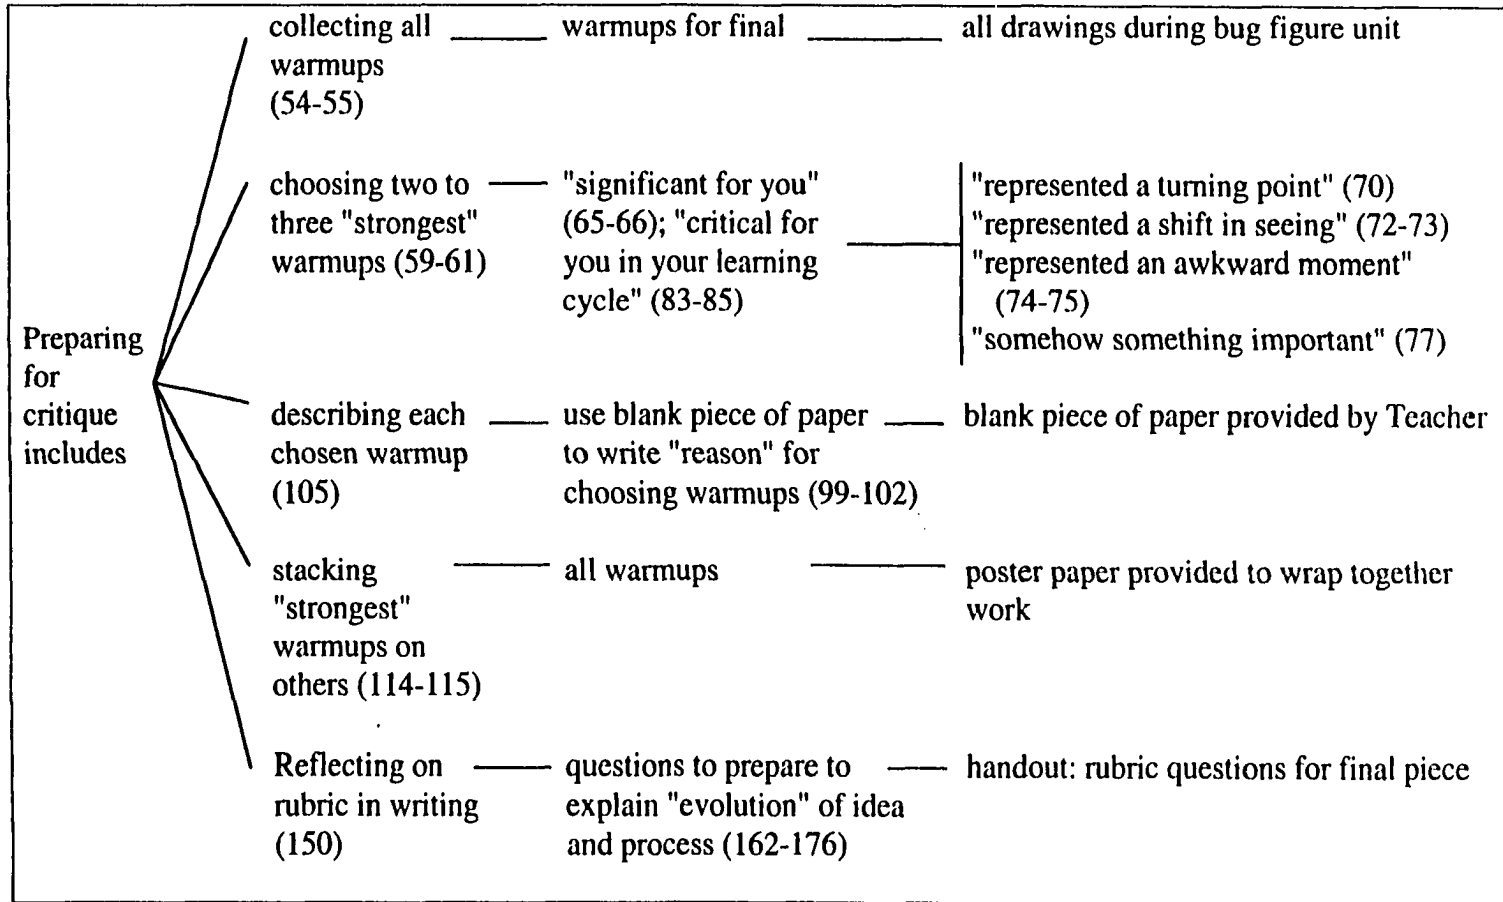 collecting all
warmups
(54-55)
warmups for final
all drawings during bug figure unit
choosing two to
three "strongest"
warmups (59-61)
"significant for you"
(65-66); "critical for
you in your learning
cycle" (83-85)
"represented a turning point" (70)
"represented a shift in seeing" (72-73)
"represented an awkward moment"
(74-75)
"somehow something important" (77)
Preparing
for
critique
includes
describing each
chosen warmup
(105)
use blank piece of paper
to write "reason" for
choosing warmups (99-102)
blank piece of paper provided by Teacher
stacking
"strongest"
warmups on
others (114-115)
all warmups
poster paper provided to wrap together
work
Reflecting on
rubric in writing
(150)
questions to prepare to
explain "evolution" of idea
and process (162-176)
handout: rubric questions for final piece